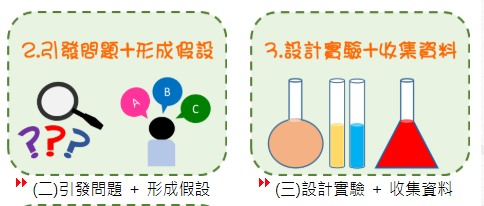 2.引發問題+形成假設
???
A
B
C
(二)引發問題 + 形成假設
3.設計實驗+收集資料
(三)設計實驗 + 收集資料